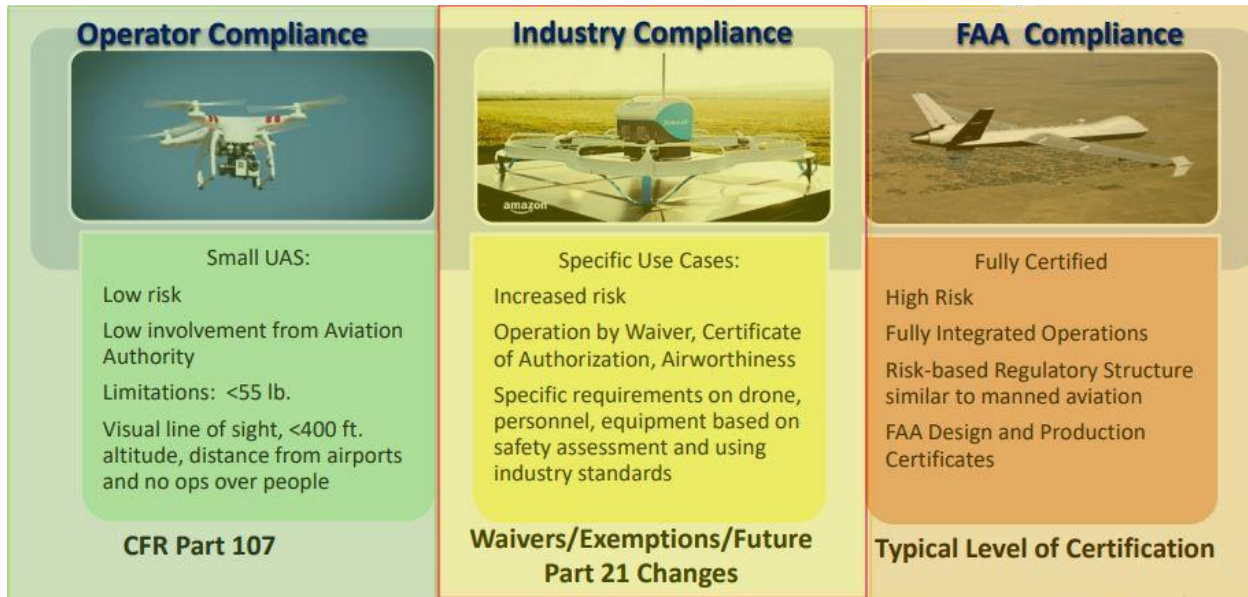 Operator Compliance
Small UAS:
Low risk
Low involvement from Aviation
Authority
Limitations: <55 lb.
Visual line of sight, <400 ft.
altitude, distance from airports
and no ops over people
CFR Part 107
Industry Compliance
amazon
Specific Use Cases:
Increased risk
Operation by Waiver, Certificate
of Authorization, Airworthiness
Specific requirements on drone,
personnel, equipment based on
safety assessment and using
industry standards
Waivers/Exemptions/Future
Part 21 Changes
FAA Compliance
Fully Certified
High Risk
Fully Integrated Operations
Risk-based Regulatory Structure
similar to manned aviation
FAA Design and Production
Certificates
Typical Level of Certification